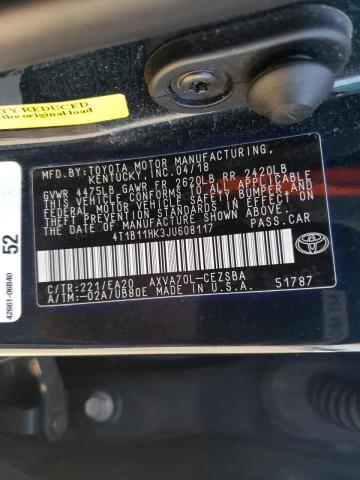 TY REDUCED
the original load
MFD.BY:TOYOTA MOTOR MANUFACTURING,
KENTUCKY,INC.04/18
GVWR 4475LB GAWR FR 2620LB RR 2420LB
THIS VEHICLE CONFORMS TO ALL APPLICABLE
FEDERAL MOTOR VEHICLE SAFETY, BUMPER, AND
THEFT PREVENTION STANDARDS IN EFFECT ON
THE DATE OF MANUFACTURE SHOWN ABOVE.
4T1B11HK3JU608117 PASS.CAR
C/TR:221/EA20 AXVA70L-CEZSBA
A/TM:-02A/UB80E MADE IN U.S.A. 51787
52
42661-06B40